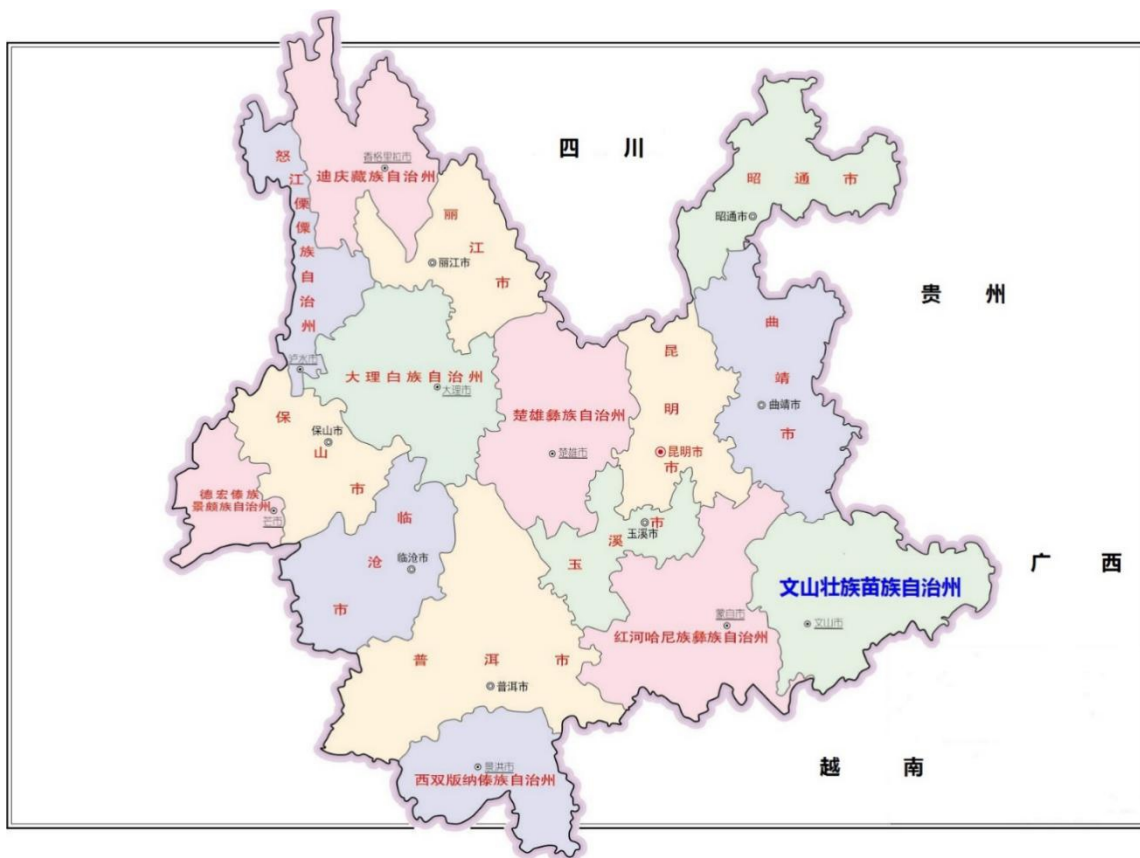 四川
昭通市
昭通市
贵州
广西
越南
怒江傈僳族自治州
香格里拉市
迪庆藏族自治州
丽江市
丽江市
泸水市
大理白族自治州
大理市
楚雄彝族自治州
楚雄市
昆明市
昆明市
曲靖市
曲靖市
保山市
保山市
德宏傣族
景颇族自治州
芒市
临沧市
临沧市
玉溪市
玉溪市
文山壮族苗族自治州
文山市
蒙自市
红河哈尼族彝族自治州
普洱市
普洱市
景洪市
西双版纳傣族自治州